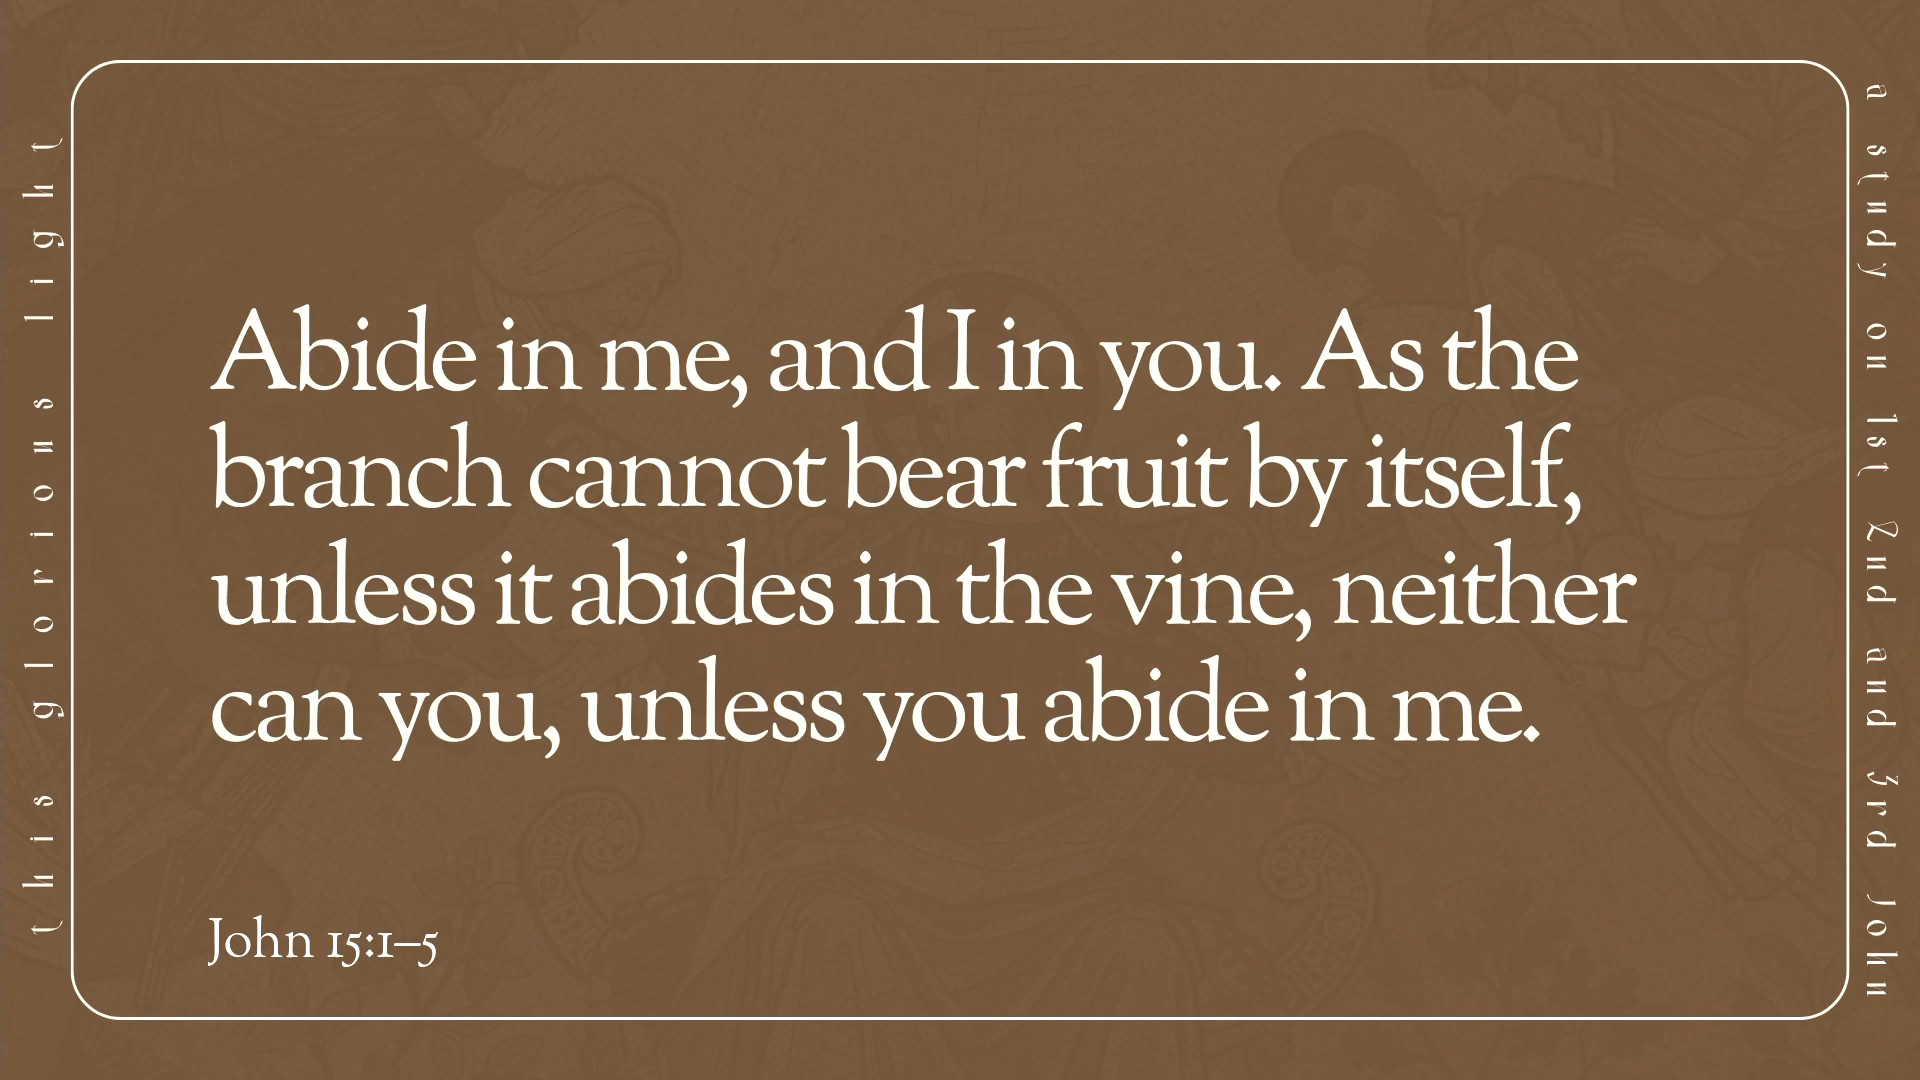 this glorious light
Abide in me, and I in you. As the
branch cannot bear fruit by itself,
unless it abides in the vine, neither
can you, unless you abide in me.
John 15:1–5
a study on 1st 2nd and 3rd John